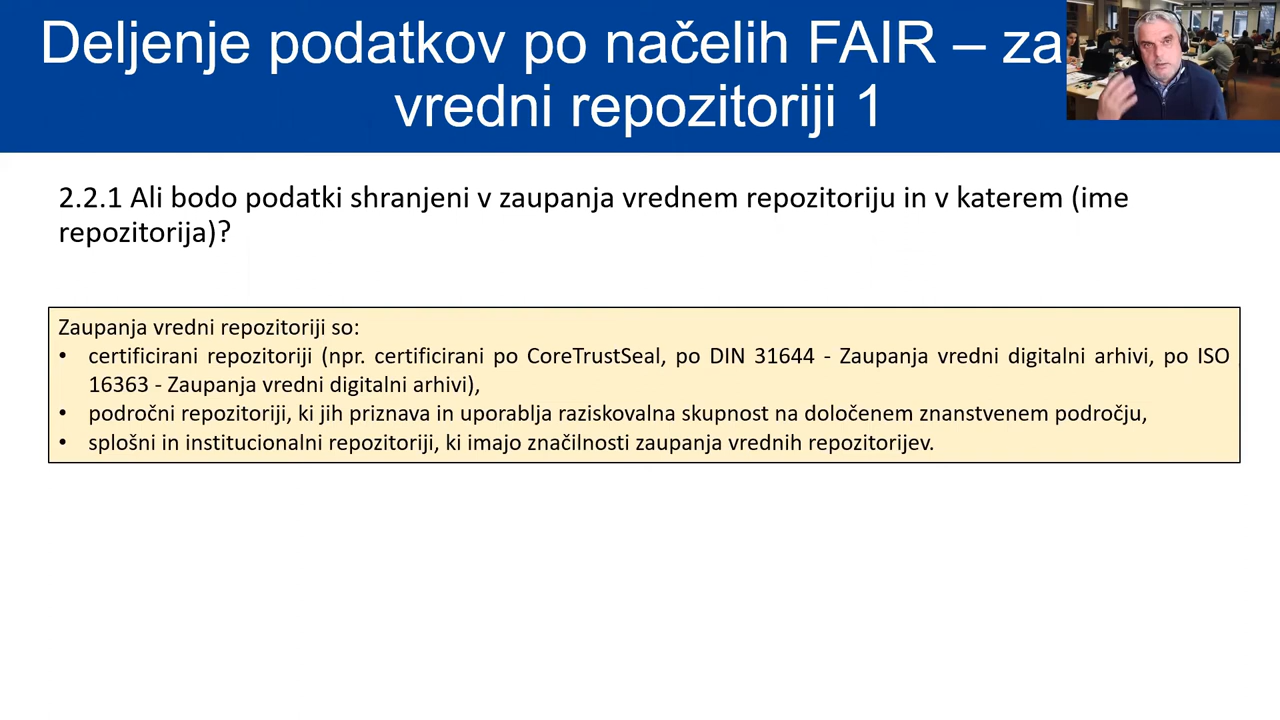 Deljenje podatkov po načelih FAIR – za
vredni repozitoriji 1
2.2.1 Ali bodo podatki shranjeni v zaupanja vrednem repozitoriju in v katerem (ime
repozitorija)?
Zaupanja vredni repozitoriji so:
• certificirani repozitoriji (npr. certificirani po CoreTrustSeal, po DIN 31644 - Zaupanja vredni digitalni arhivi, po ISO
16363 - Zaupanja vredni digitalni arhivi),
• področni repozitoriji, ki jih priznava in uporablja raziskovalna skupnost na določenem znanstvenem področju,
• splošni in institucionalni repozitoriji, ki imajo značilnosti zaupanja vrednih repozitorijev.